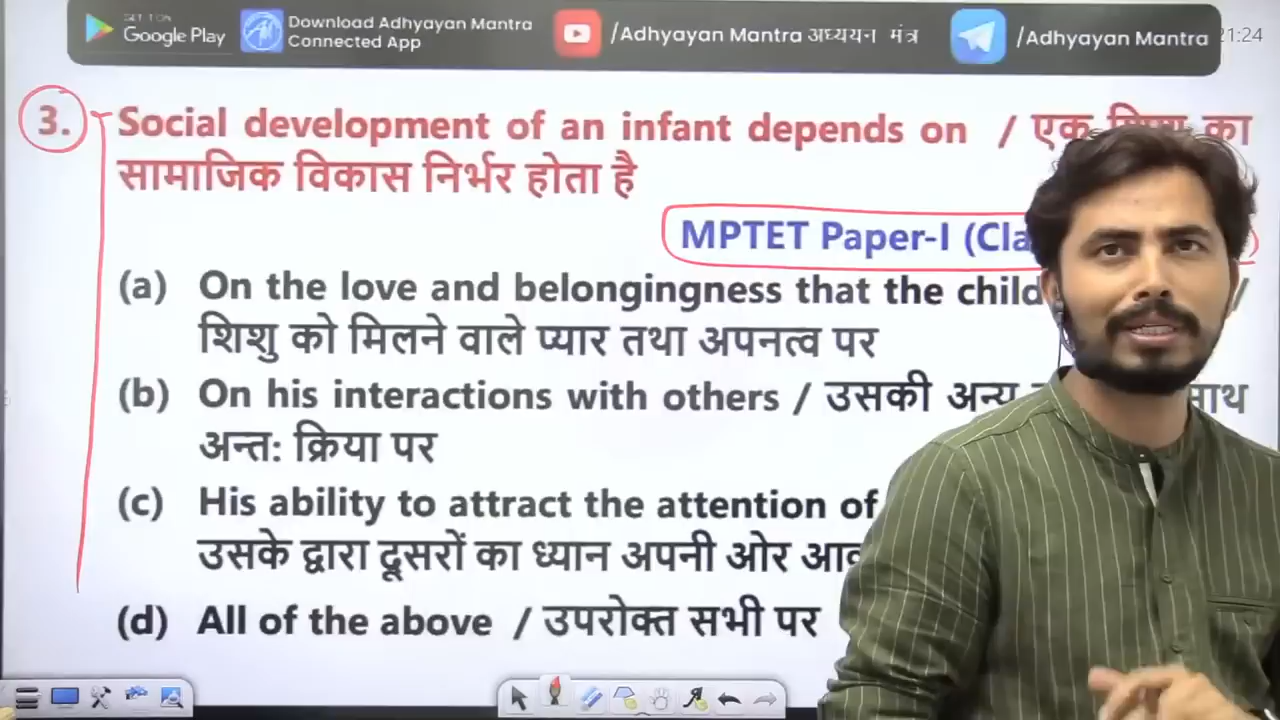 GET IT ON
Google Play
Download Adhyayan Mantra
Connected App
/Adhyayan Mantra अध्ययन मंत्र
/Adhyayan Mantra
21:24
3. Social development of an infant depends on / एक शिशु का
सामाजिक विकास निर्भर होता है
MPTET Paper-I
(a) On the love and belongingness that the child /
शिशु को मिलने वाले प्यार तथा अपनत्व पर
(b) On his interactions with others / उसकी अन्य
अन्त: क्रिया पर
(c) His ability to attract the attention of
उसके द्वारा दूसरों का ध्यान अपनी ओर
(d) All of the above / उपरोक्त सभी पर